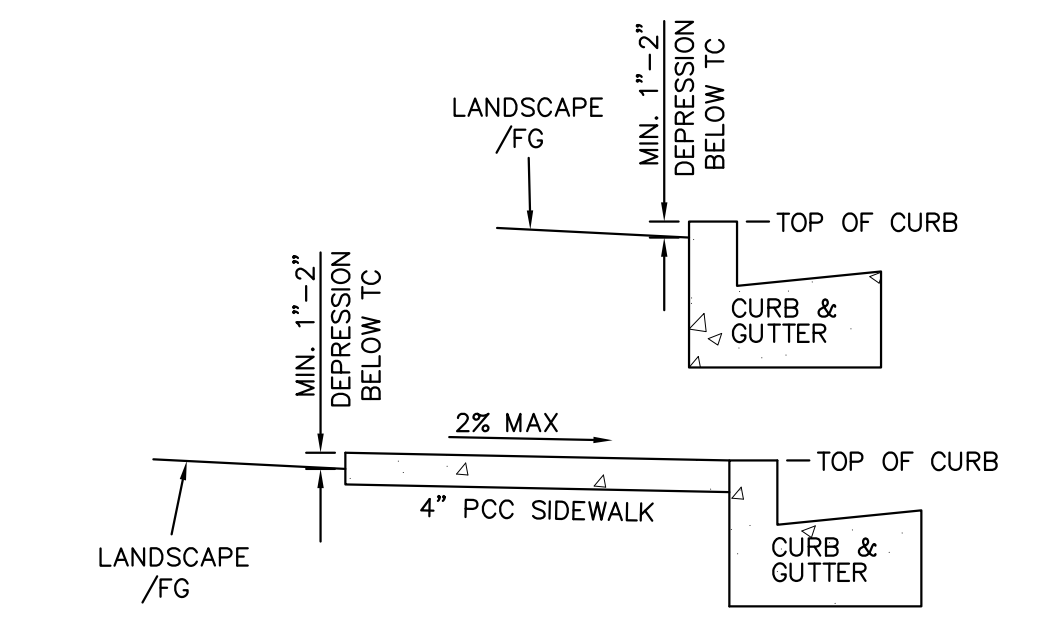 LANDSCAPE
/FG
MIN. 1"-2"
DEPRESSION
BELOW TC
TOP OF CURB
CURB &
GUTTER
MIN. 1"-2"
DEPRESSION
BELOW TC
2% MAX
TOP OF CURB
4" PCC SIDEWALK
CURB &
GUTTER
LANDSCAPE
/FG